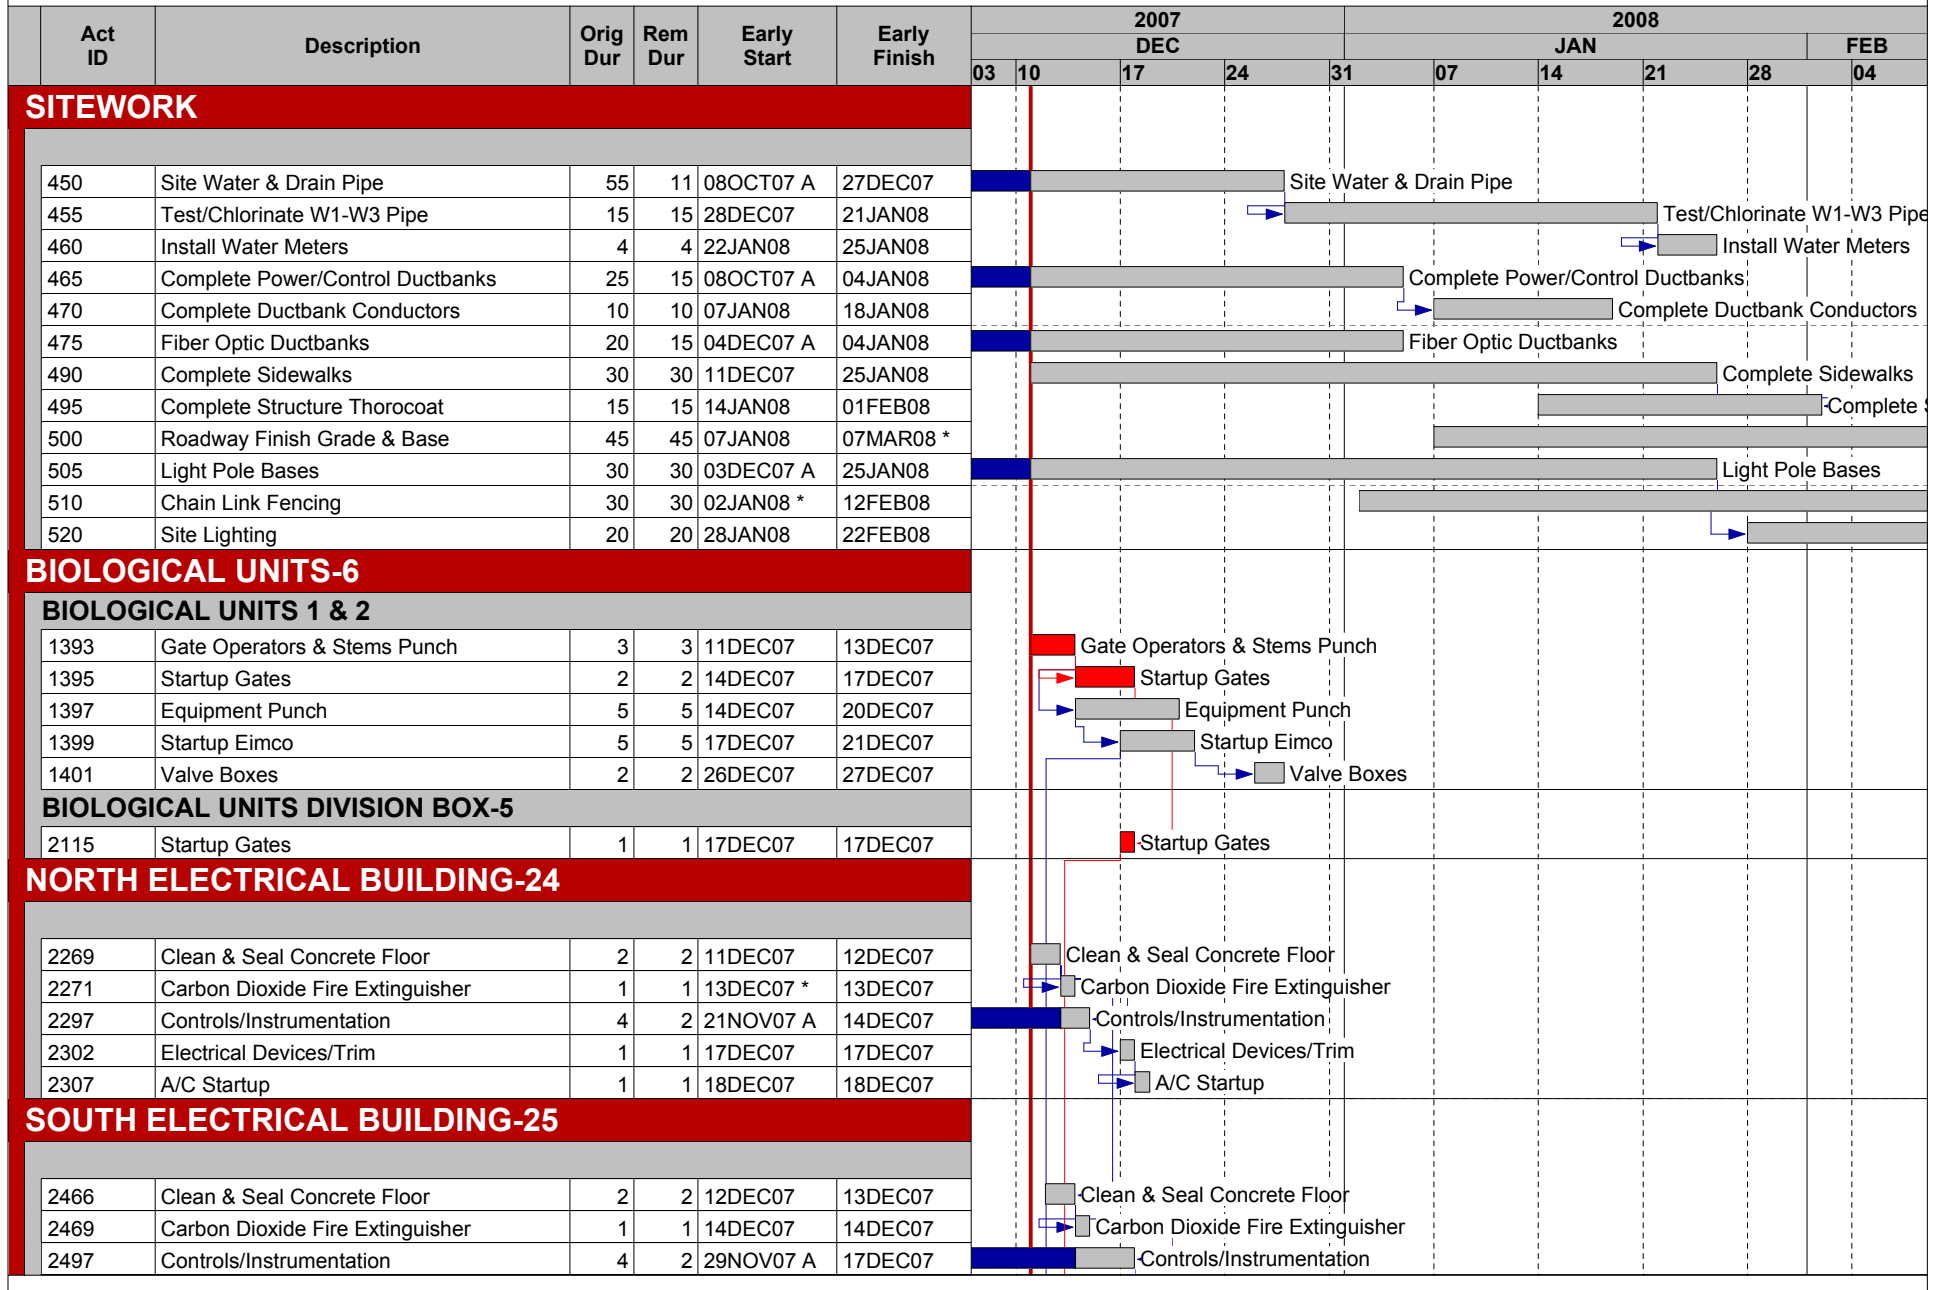 Act ID Description Orig Dur Rem Dur Early Start Early Finish
2007 2008
DEC JAN FEB
03 10 17 24 31 07 14 21 28 04
SITEWORK
450 Site Water & Drain Pipe 55 11 08OCT07 A 27DEC07 Site Water & Drain Pipe
455 Test/Chlorinate W1-W3 Pipe 15 15 28DEC07 21JAN08 Test/Chlorinate W1-W3 Pipe
460 Install Water Meters 4 4 22JAN08 25JAN08 Install Water Meters
465 Complete Power/Control Ductbanks 25 15 08OCT07 A 04JAN08 Complete Power/Control Ductbanks
470 Complete Ductbank Conductors 10 10 07JAN08 18JAN08 Complete Ductbank Conductors
475 Fiber Optic Ductbanks 20 15 04DEC07 A 04JAN08 Fiber Optic Ductbanks
490 Complete Sidewalks 30 30 11DEC07 25JAN08 Complete Sidewalks
495 Complete Structure Thorocoat 15 15 14JAN08 01FEB08 Complete
500 Roadway Finish Grade & Base 45 45 07JAN08 07MAR08 *
505 Light Pole Bases 30 30 03DEC07 A 25JAN08 Light Pole Bases
510 Chain Link Fencing 30 30 02JAN08 * 12FEB08
520 Site Lighting 20 20 28JAN08 22FEB08
BIOLOGICAL UNITS-6
BIOLOGICAL UNITS 1 & 2
1393 Gate Operators & Stems Punch 3 3 11DEC07 13DEC07 Gate Operators & Stems Punch
1395 Startup Gates 2 2 14DEC07 17DEC07 Startup Gates
1397 Equipment Punch 5 5 14DEC07 20DEC07 Equipment Punch
1399 Startup Eimco 5 5 17DEC07 21DEC07 Startup Eimco
1401 Valve Boxes 2 2 26DEC07 27DEC07 Valve Boxes
BIOLOGICAL UNITS DIVISION BOX-5
2115 Startup Gates 1 1 17DEC07 17DEC07 Startup Gates
NORTH ELECTRICAL BUILDING-24
2269 Clean & Seal Concrete Floor 2 2 11DEC07 12DEC07 Clean & Seal Concrete Floor
2271 Carbon Dioxide Fire Extinguisher 1 1 13DEC07 * 13DEC07 Carbon Dioxide Fire Extinguisher
2297 Controls/Instrumentation 4 2 21NOV07 A 14DEC07 Controls/Instrumentation
2302 Electrical Devices/Trim 1 1 17DEC07 17DEC07 Electrical Devices/Trim
2307 A/C Startup 1 1 18DEC07 18DEC07 A/C Startup
SOUTH ELECTRICAL BUILDING-25
2466 Clean & Seal Concrete Floor 2 2 12DEC07 13DEC07 Clean & Seal Concrete Floor
2469 Carbon Dioxide Fire Extinguisher 1 1 14DEC07 14DEC07 Carbon Dioxide Fire Extinguisher
2497 Controls/Instrumentation 4 2 29NOV07 A 17DEC07 Controls/Instrumentation